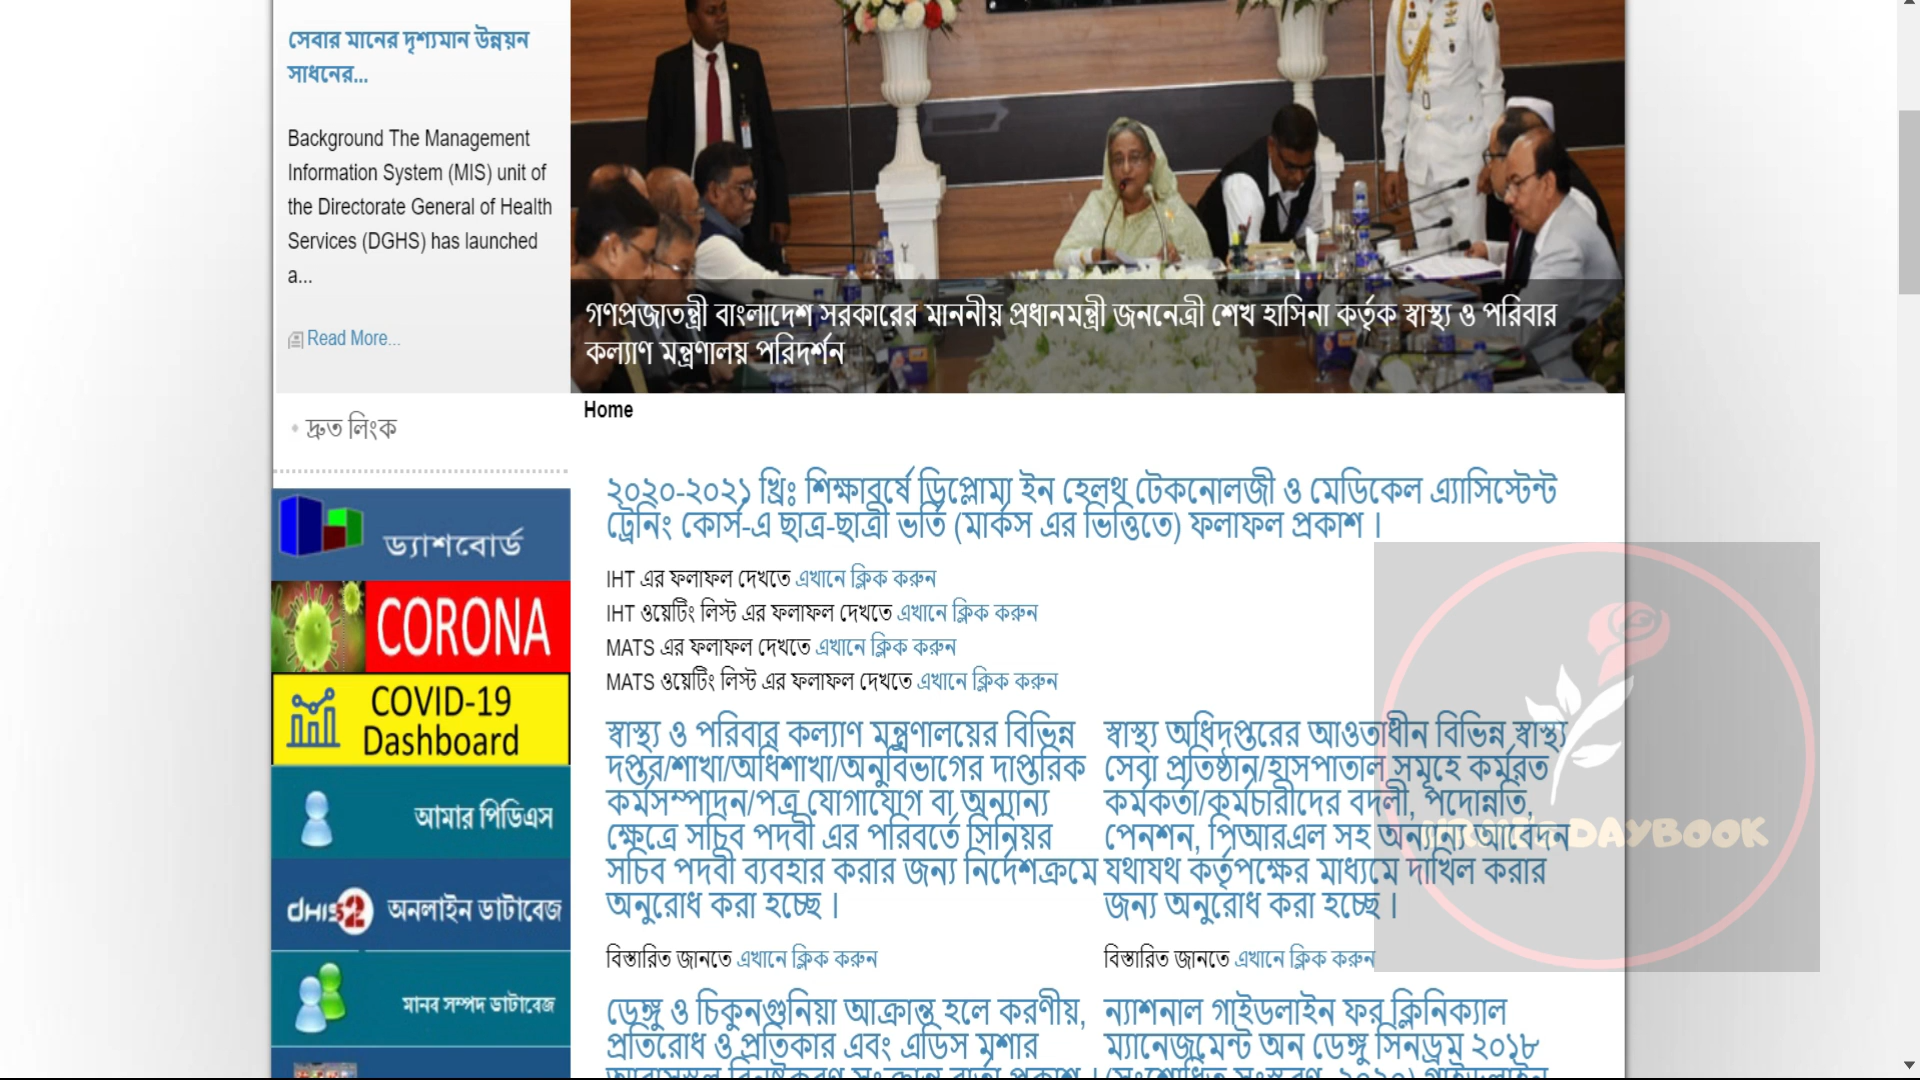 সেবার মানের দৃশ্যমান উন্নয়ন
সাধনের...
Background The Management
Information System (MIS) unit of
the Directorate General of Health
Services (DGHS) has launched
a...
Read More...
গণপ্রজাতন্ত্রী বাংলাদেশ সরকারের মাননীয় প্রধানমন্ত্রী জননেত্রী শেখ হাসিনা কর্তৃক স্বাস্থ্য ও পরিবার
কল্যাণ মন্ত্রণালয় পরিদর্শন
Home
দ্রুত লিংক
ড্যাশবোর্ড
CORONA
COVID-19
Dashboard
আমার পিডিএস
dHIS2 অনলাইন ডাটাবেজ
মানব সম্পদ ডাটাবেজ
২০২০-২০২১ খ্রিঃ শিক্ষাবর্ষে ডিপ্লোমা ইন হেলথ টেকনোলজী ও মেডিকেল এ্যাসিস্টেন্ট
ট্রেনিং কোর্স-এ ছাত্র-ছাত্রী ভর্তি (মার্কস এর ভিত্তিতে) ফলাফল প্রকাশ।
IHT এর ফলাফল দেখতে এখানে ক্লিক করুন
IHT ওয়েটিং লিস্ট এর ফলাফল দেখতে এখানে ক্লিক করুন
MATS এর ফলাফল দেখতে এখানে ক্লিক করুন
MATS ওয়েটিং লিস্ট এর ফলাফল দেখতে এখানে ক্লিক করুন
স্বাস্থ্য ও পরিবার কল্যাণ মন্ত্রণালয়ের বিভিন্ন
দপ্তর/শাখা/অধিশাখা/অনুবিভাগের দাপ্তরিক
কর্মসম্পাদন/পত্র যোগাযোগ বা অন্যান্য
ক্ষেত্রে সচিব পদবী এর পরিবর্তে সিনিয়র
সচিব পদবী ব্যবহার করার জন্য নির্দেশক্রমে
অনুরোধ করা হচ্ছে।
বিস্তারিত জানতে এখানে ক্লিক করুন
স্বাস্থ্য অধিদপ্তরের আওতাধীন বিভিন্ন স্বাস্থ্য
সেবা প্রতিষ্ঠান/হাসপাতাল সমূহে কর্মরত
কর্মকর্তা/কর্মচারীদের বদলী, পদোন্নতি,
পেনশন, পিআরএল সহ অন্যান্য আবেদন
যথাযথ কর্তৃপক্ষের মাধ্যমে দাখিল করার
জন্য অনুরোধ করা হচ্ছে।
বিস্তারিত জানতে এখানে ক্লিক করুন
DAYBOOK
ডেঙ্গু ও চিকুনগুনিয়া আক্রান্ত হলে করণীয়,
প্রতিরোধ ও প্রতিকার এবং এডিস মশার
ন্যাশনাল গাইডলাইন ফর ক্লিনিক্যাল
ম্যানেজমেন্ট অন ডেঙ্গু সিনড্রম ২০১৮